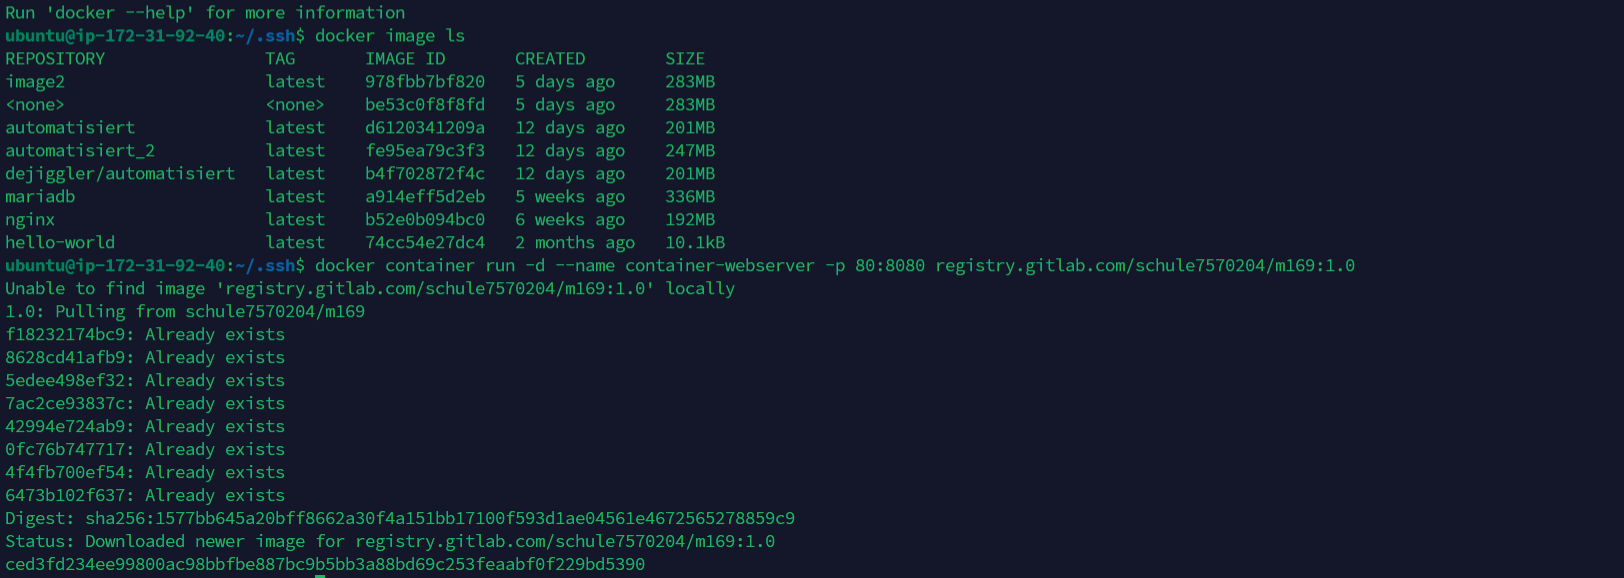 Run 'docker --help' for more information
ubuntu@ip-172-31-92-40:~/.ssh$ docker image ls
REPOSITORY                TAG       IMAGE ID       CREATED        SIZE
image2                    latest    978fbb7bf820   5 days ago     283MB
<none>                    <none>    be53c0f8f8fd   5 days ago     283MB
automatisiert             latest    d6120341209a   12 days ago    201MB
automatisiert_2           latest    fe95ea79c3f3   12 days ago    247MB
dejiggler/automatisiert   latest    b4f702872f4c   12 days ago    201MB
mariadb                   latest    a914eff5d2eb   5 weeks ago    336MB
nginx                     latest    b52e0b094bc0   6 weeks ago    192MB
hello-world               latest    74cc54e27dc4   2 months ago   10.1kB
ubuntu@ip-172-31-92-40:~/.ssh$ docker container run -d --name container-webserver -p 80:8080 registry.gitlab.com/schule7570204/m169:1.0
Unable to find image 'registry.gitlab.com/schule7570204/m169:1.0' locally
1.0: Pulling from schule7570204/m169
f18232174bc9: Already exists
8628cd41afb9: Already exists
5edee498ef32: Already exists
7ac2ce93837c: Already exists
42994e724ab9: Already exists
0fc76b747717: Already exists
4f4fb700ef54: Already exists
6473b102f637: Already exists
Digest: sha256:1577bb645a20bff8662a30f4a151bb17100f593d1ae04561e4672565278859c9
Status: Downloaded newer image for registry.gitlab.com/schule7570204/m169:1.0
ced3fd234ee99800ac98bbfbe887bc9b5bb3a88bd69c253feaabf0f229bd5390